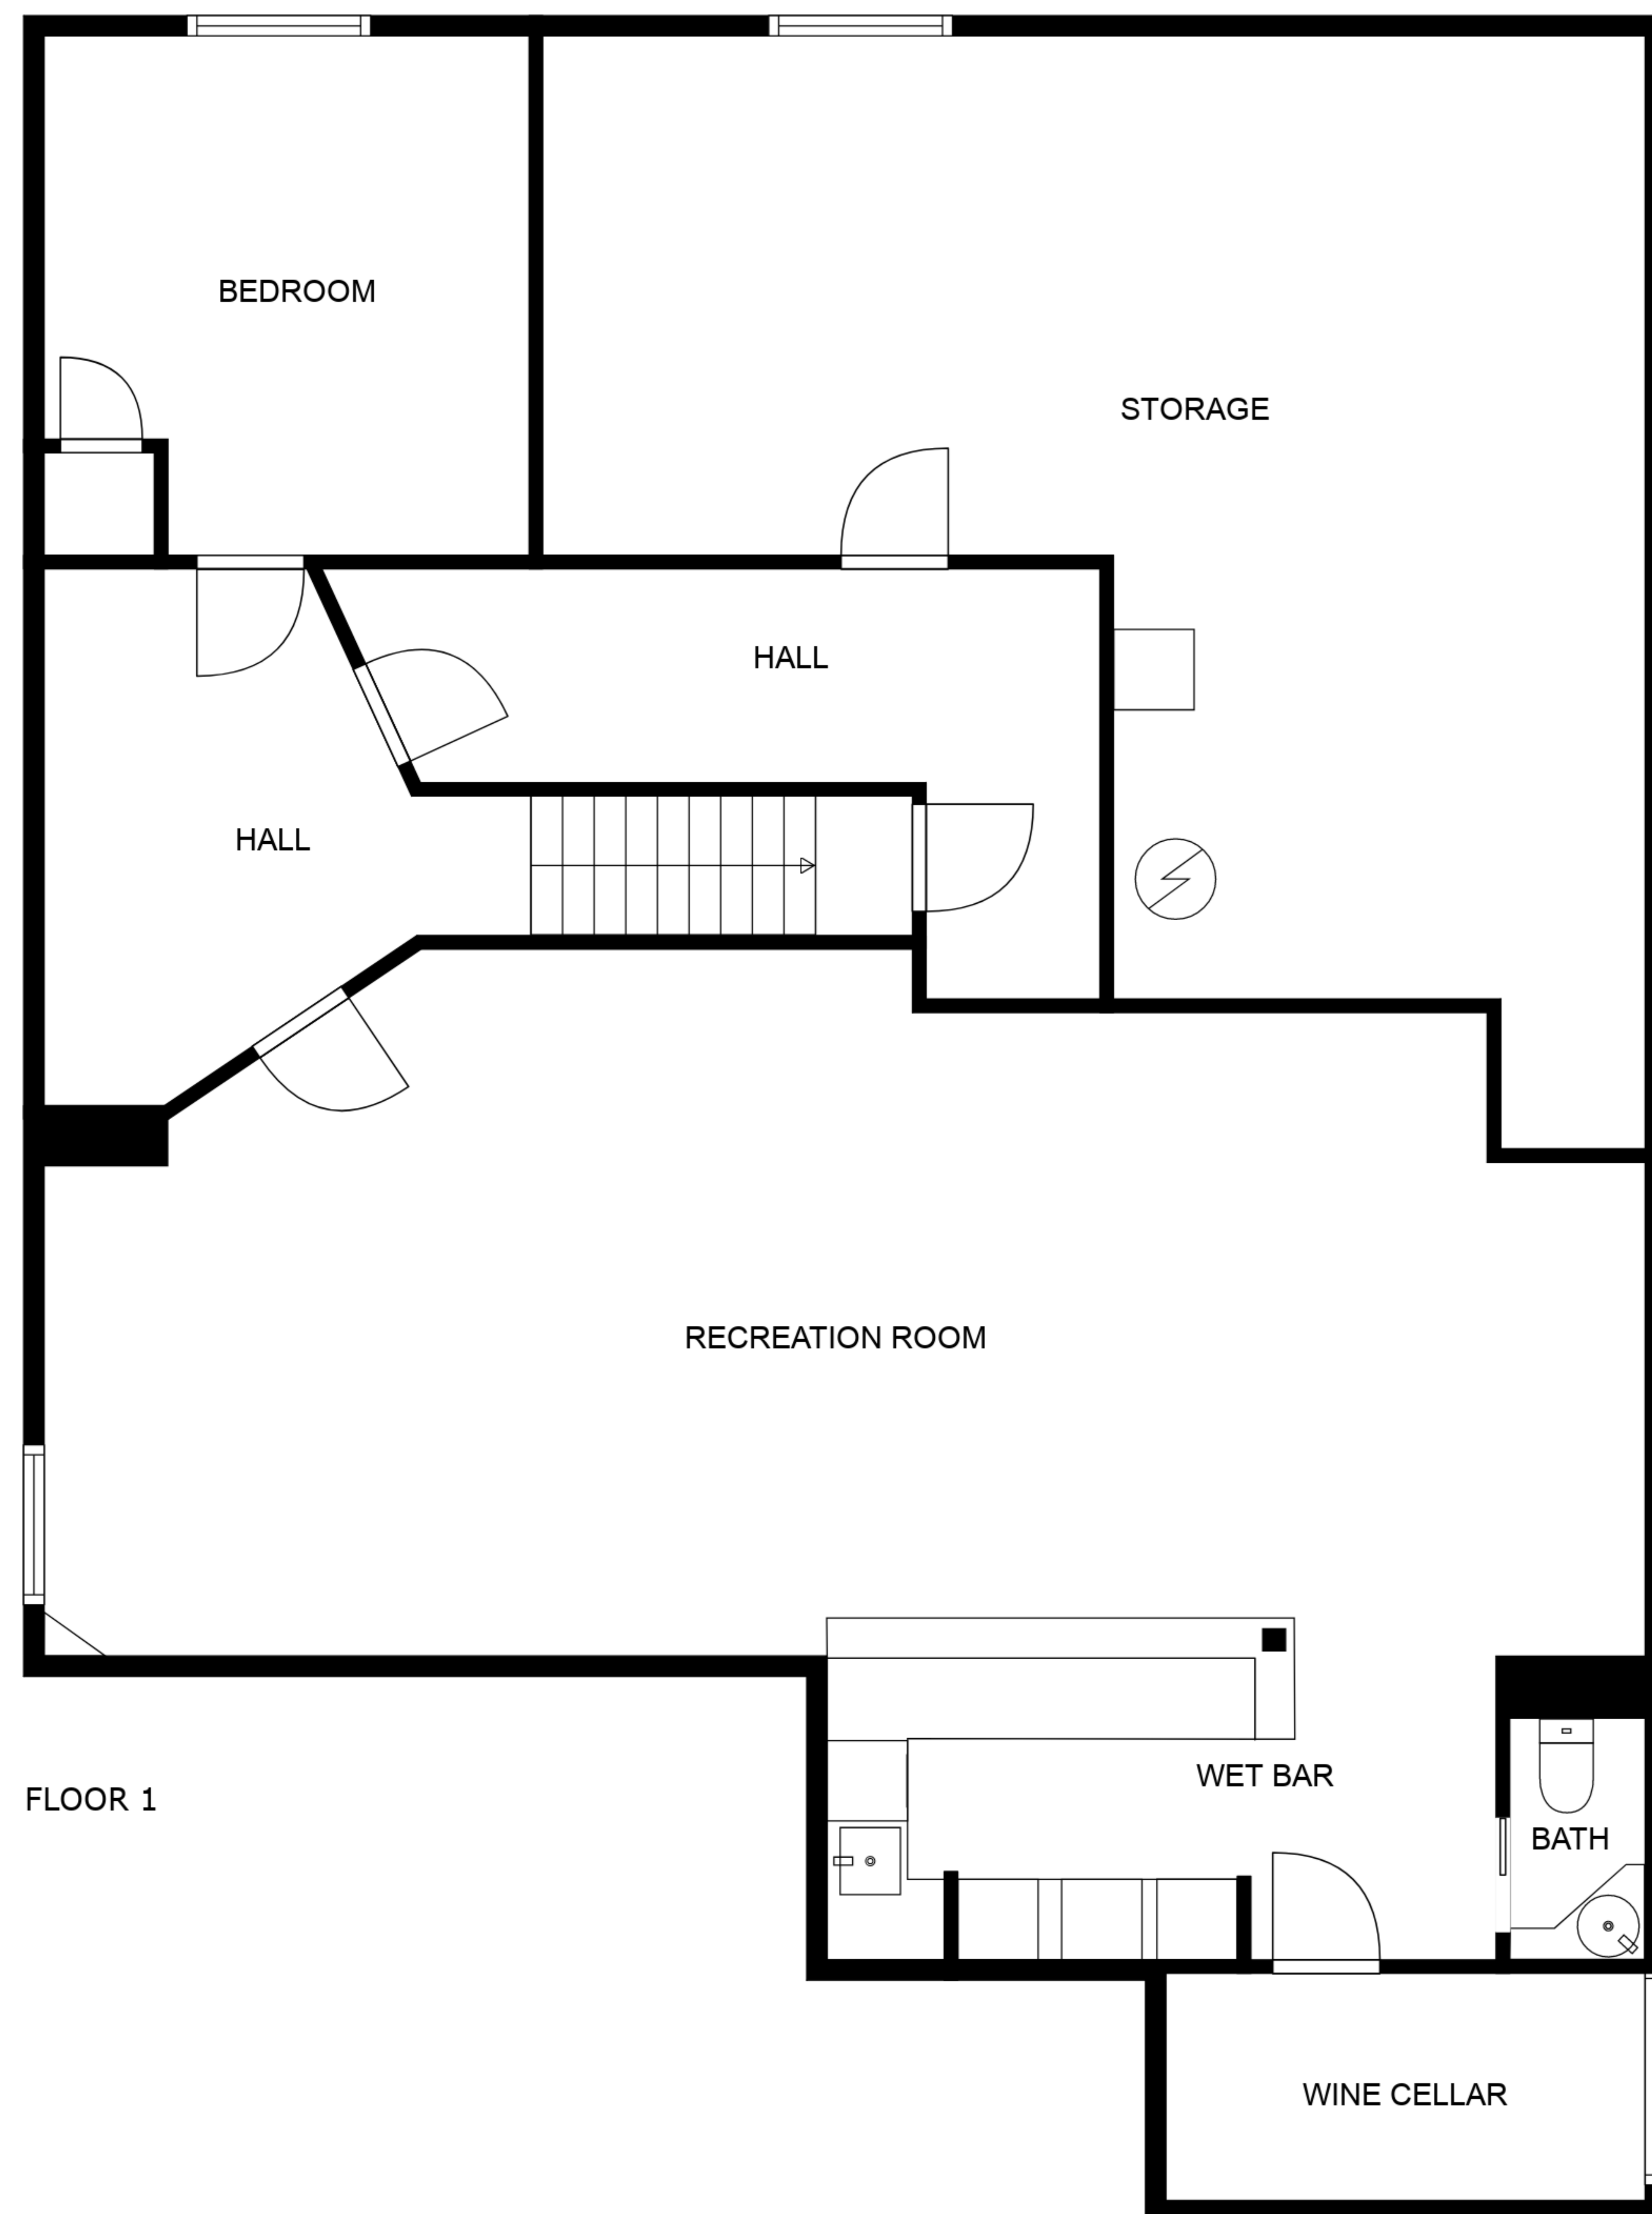 BEDROOM
STORAGE
HALL
HALL
RECREATION ROOM
WET BAR
FLOOR 1
BATH
WINE CELLAR